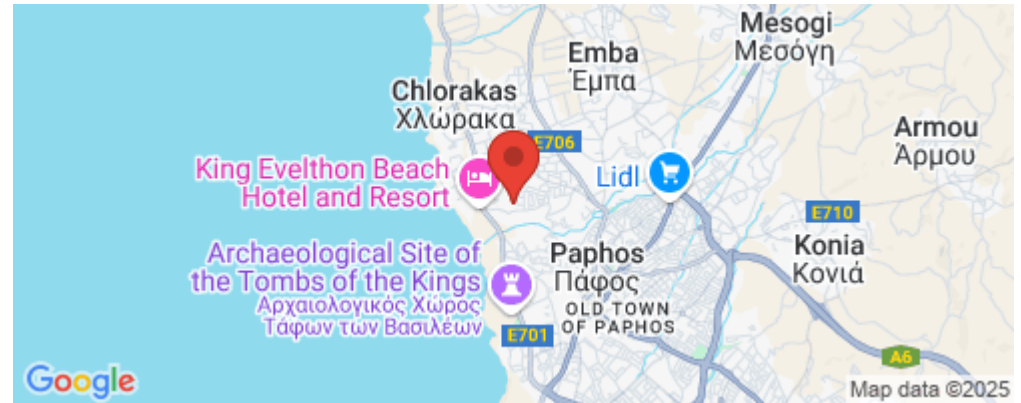 Mesogi
Μεσόγη
Emba
Έμπα
Chlorakas
Χλώρακα
Armou
Άρμου
E706
King Evelthon Beach
Hotel and Resort
Lidl
E710
Archaeological Site of
the Tombs of the Kings
Αρχαιολογικός Χώρος
Τάφων των Βασιλέων
Paphos
Πάφος
OLD TOWN
OF PAPHOS
Konia
Κονιά
E701
A6
Google
Map data ©2025